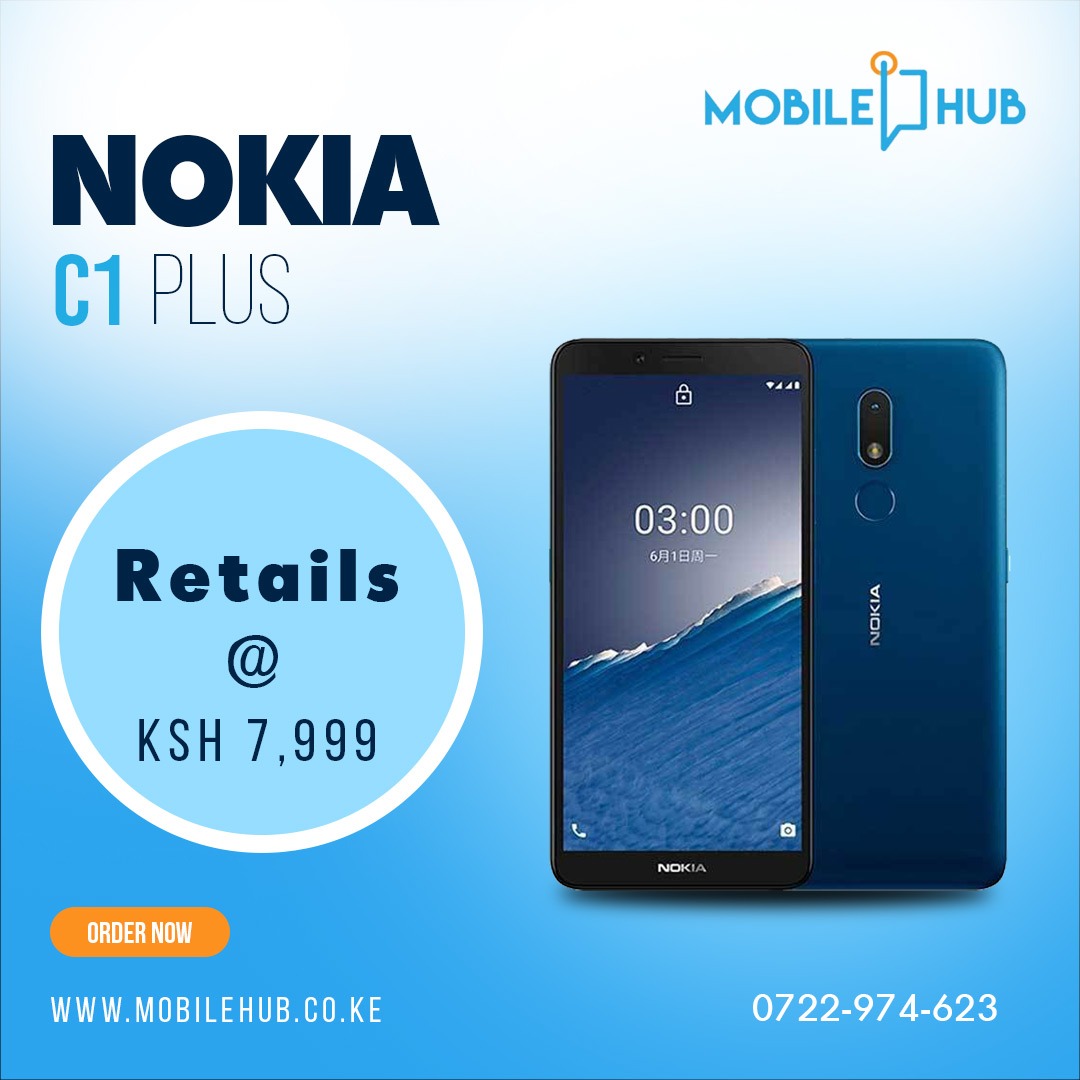 MOBILE HUB
NOKIA
C1 PLUS
Retails
@
KSH 7,999
03:00
6月1日周一
NOKIA
NOKIA
ORDER NOW
WWW.MOBILEHUB.CO.KE
0722-974-623